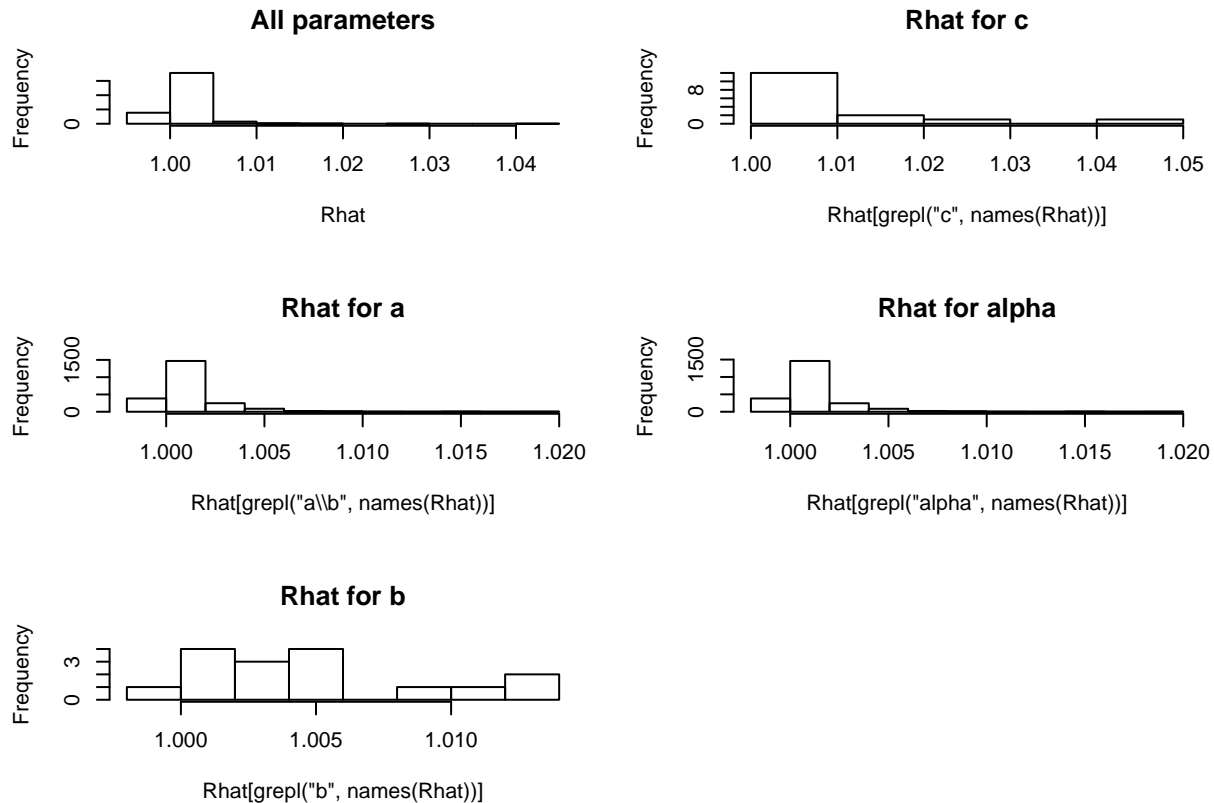 All parameters
Frequency
0
1.00 1.01 1.02 1.03 1.04
Rhat
Rhat for c
Frequency
0 8
1.00 1.01 1.02 1.03 1.04 1.05
Rhat[grepl("c", names(Rhat))]
Rhat for a
Frequency
0 1500
1.000 1.005 1.010 1.015 1.020
Rhat[grepl("a\\b", names(Rhat))]
Rhat for alpha
Frequency
0 1500
1.000 1.005 1.010 1.015 1.020
Rhat[grepl("alpha", names(Rhat))]
Rhat for b
Frequency
0 3
1.000 1.005 1.010
Rhat[grepl("b", names(Rhat))]